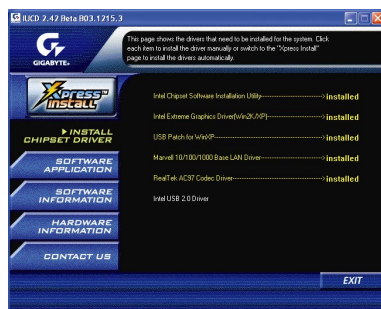 IUCD 2.42 Beta B03.1215.3
GIGABYTE
This page shows the drivers that need to be installed for the system. Click
each item to install the driver manually or switch to the "Xpress Install"
page to install the drivers automatically.
Xpress
INSTALL
INSTALL
CHIPSET DRIVER
SOFTWARE
APPLICATION
SOFTWARE
INFORMATION
HARDWARE
INFORMATION
CONTACT US
Intel Chipset Software Installation Utility------------------------>installed
Intel Extreme Graphics Driver(Win2K/XP)------------------------>installed
USB Patch for WinXP------------------------>installed
Marvell 10/100/1000 Base LAN Driver------------------------>installed
RealTek AC97 Codec Driver------------------------>installed
Intel USB 2.0 Driver
EXIT